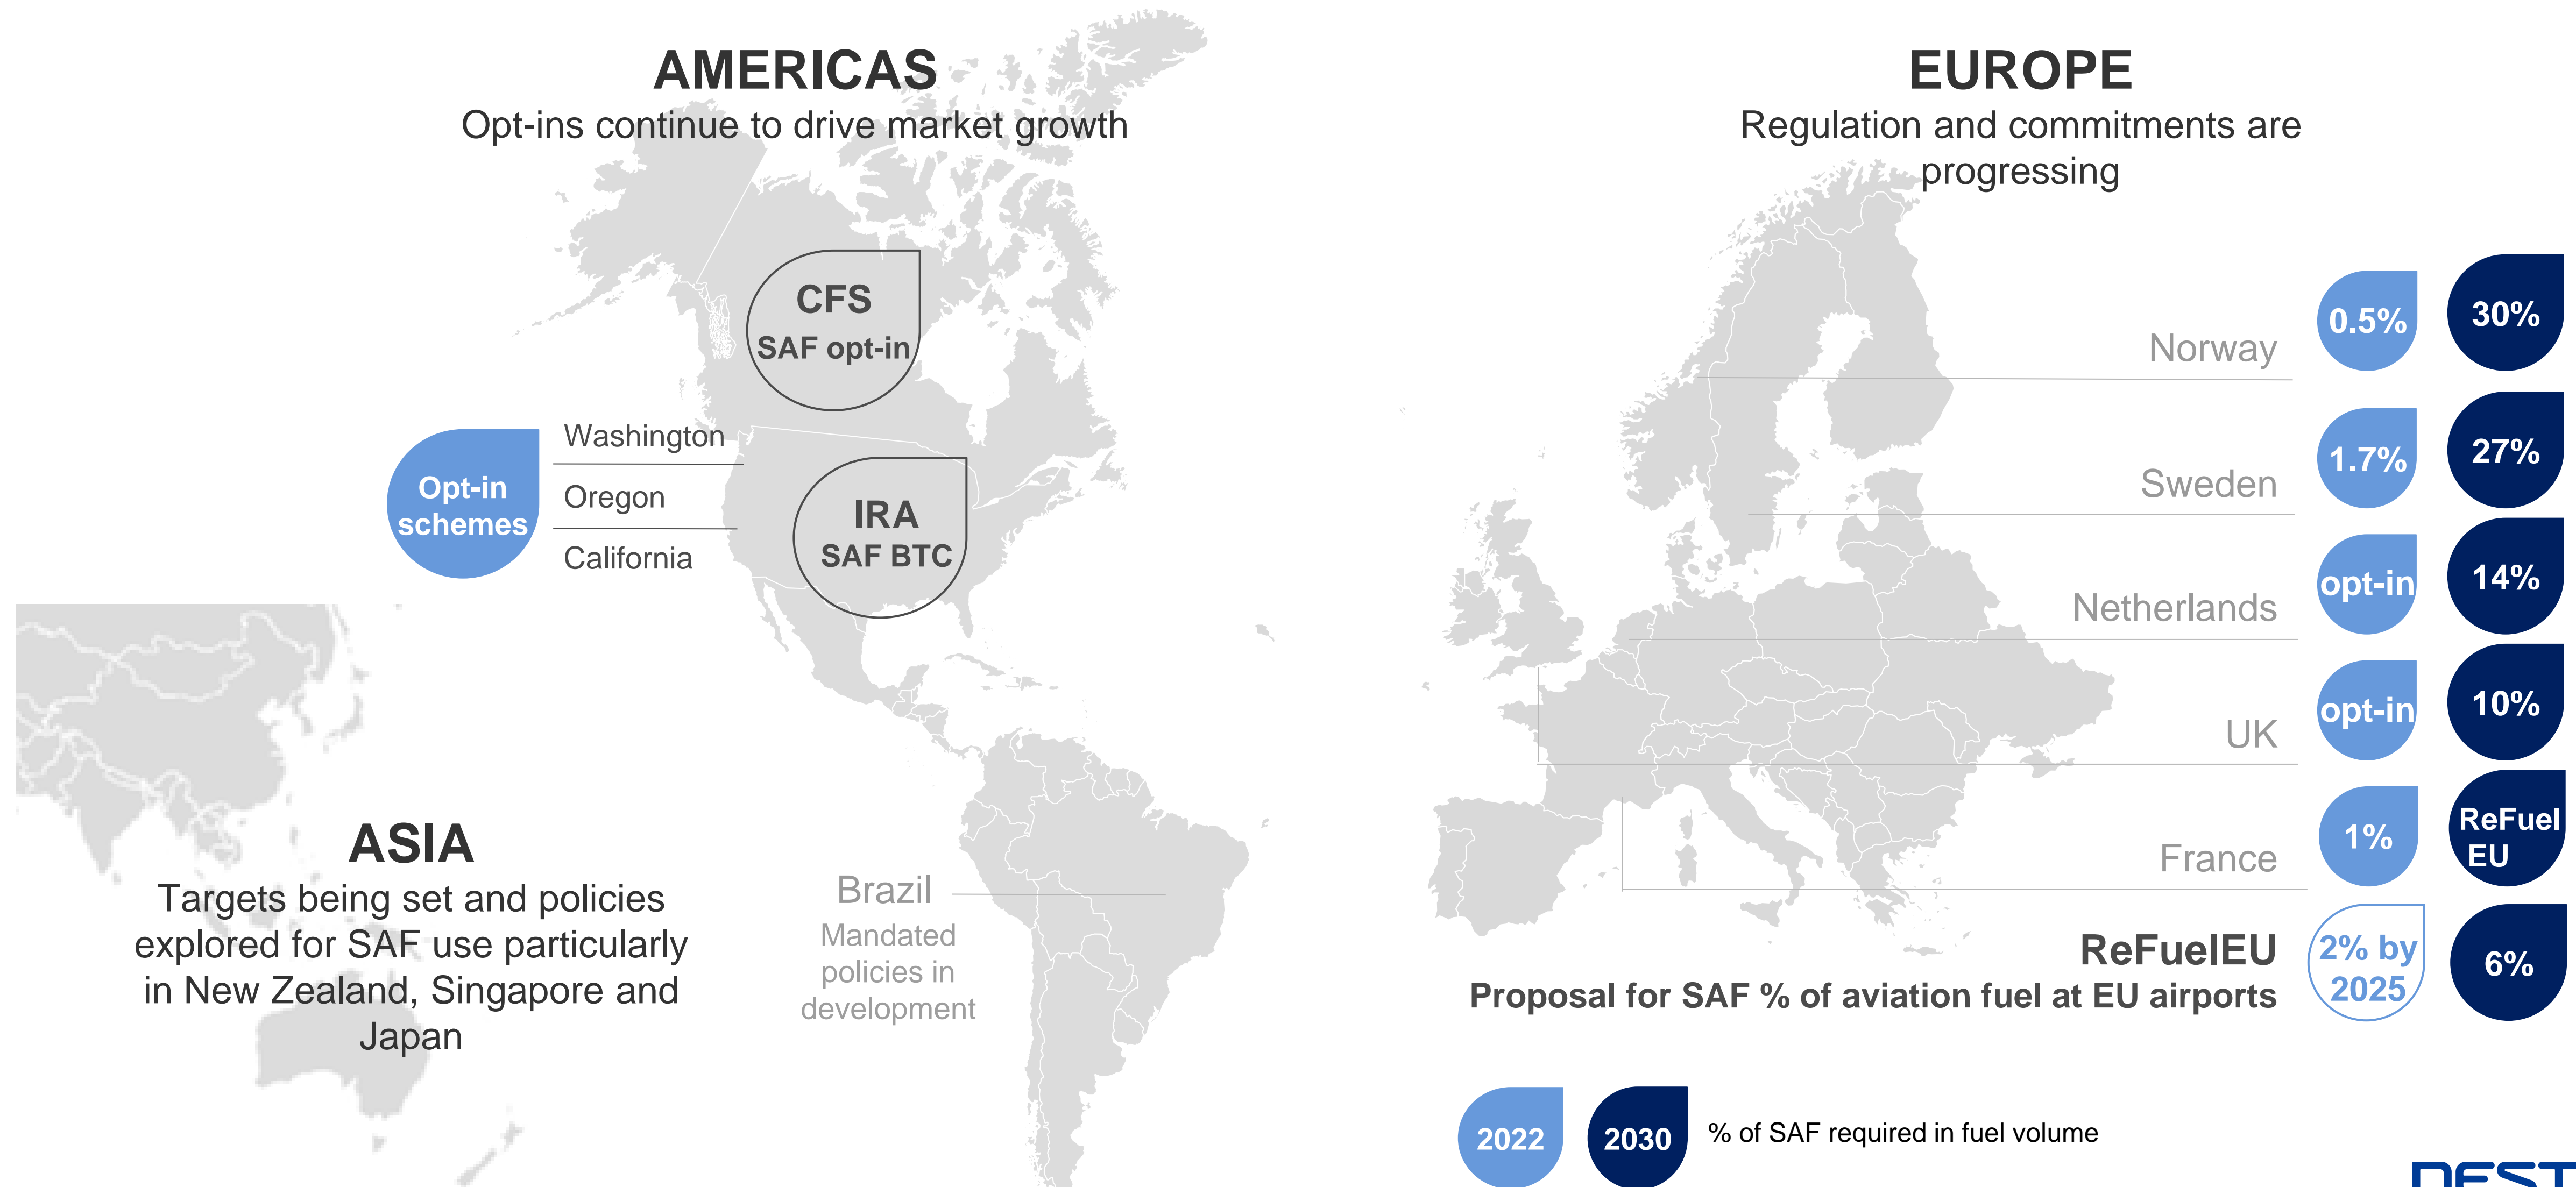 AMERICAS
Opt-ins continue to drive market growth
CFS
SAF opt-in
Opt-in
schemes
Washington
Oregon
California
IRA
SAF BTC
ASIA
Targets being set and policies
explored for SAF use particularly
in New Zealand, Singapore and
Japan
Brazil
Mandated
policies in
development
EUROPE
Regulation and commitments are
progressing
Norway 0.5% 30%
Sweden 1.7% 27%
Netherlands opt-in 14%
UK opt-in 10%
France 1% ReFuel
EU
ReFuelEU
Proposal for SAF % of aviation fuel at EU airports
2% by
2025
6%
2022 2030 % of SAF required in fuel volume